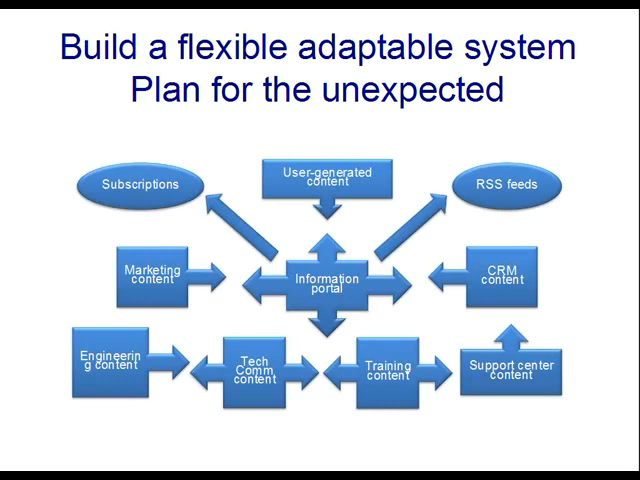 Build a flexible adaptable system
Plan for the unexpected
Subscriptions
User-generated
content
RSS feeds
Marketing
content
Information
portal
CRM
content
Engineerin
g content
Tech
Comm
content
Training
content
Support center
content